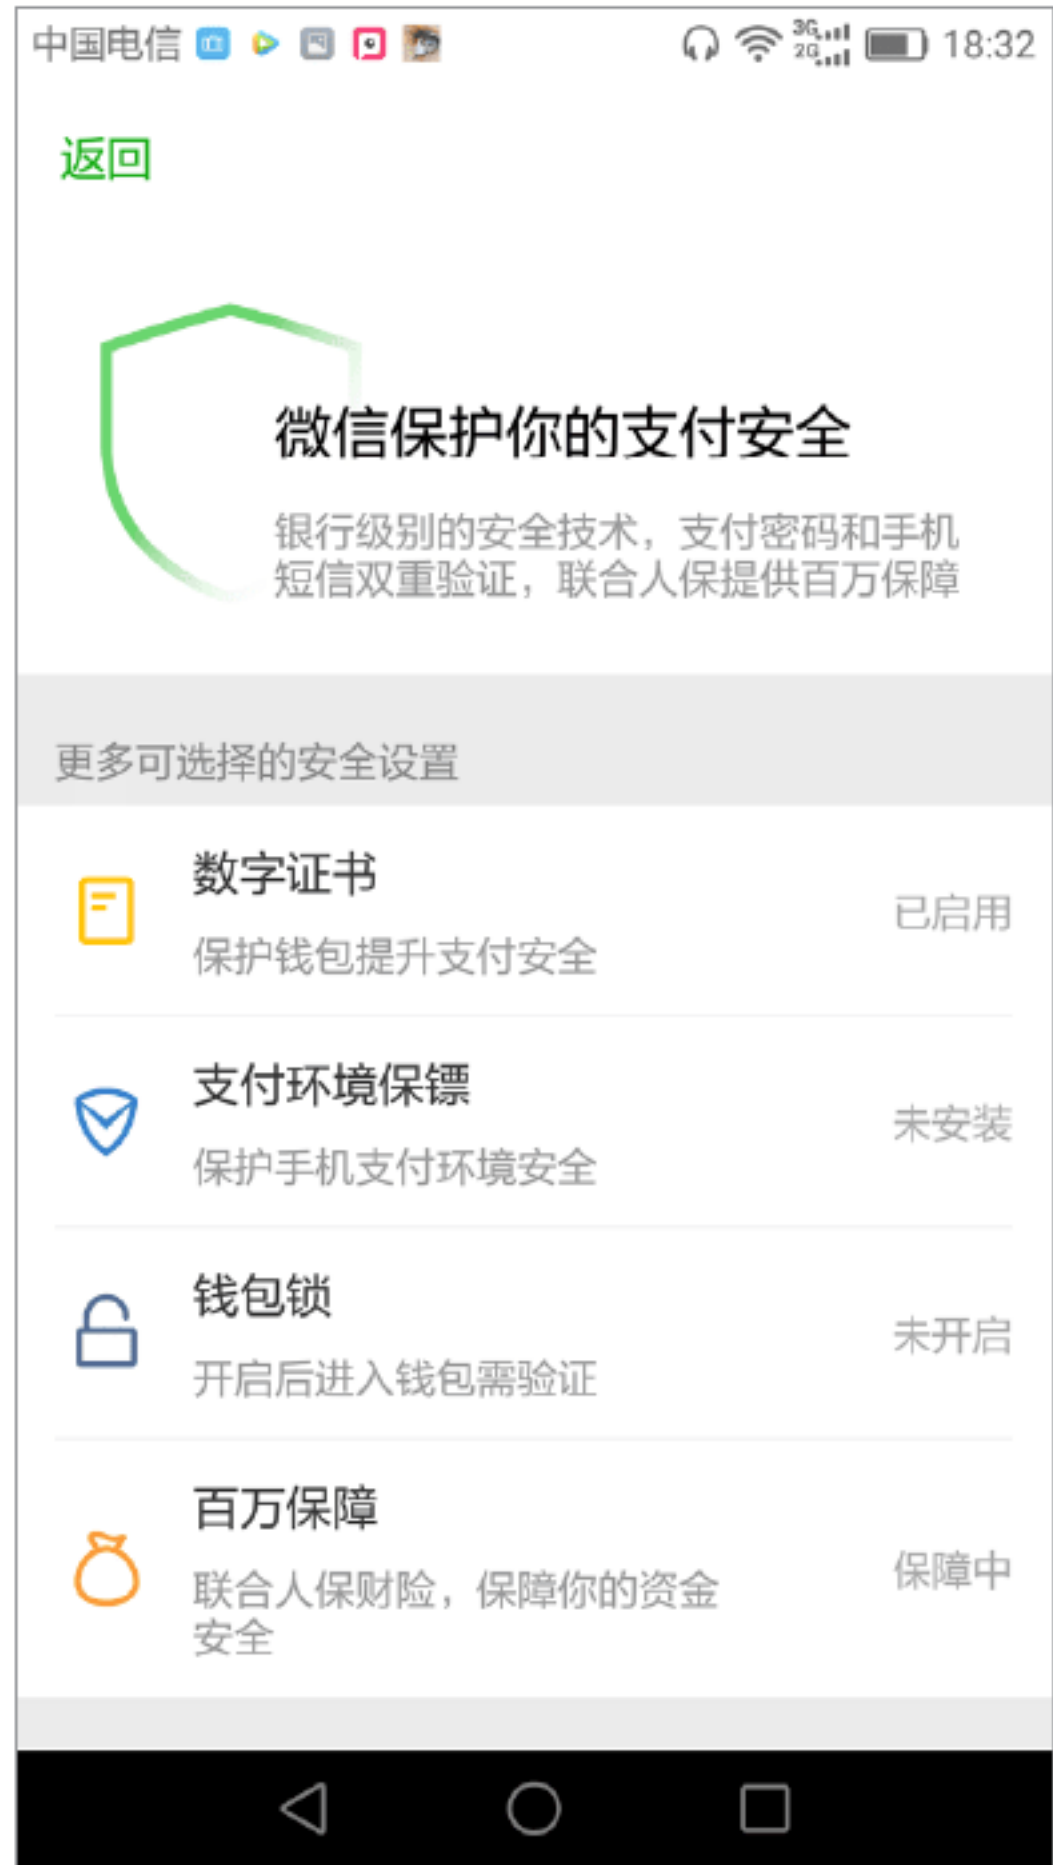 中国电信 3G 2G 18:32
返回
微信保护你的支付安全
银行级别的安全技术，支付密码和手机
短信双重验证，联合人保提供百万保障
更多可选择的安全设置
数字证书
保护钱包提升支付安全
已启用
支付环境保镖
保护手机支付环境安全
未安装
钱包锁
开启后进入钱包需验证
未开启
百万保障
联合人保财险，保障你的资金
安全
保障中